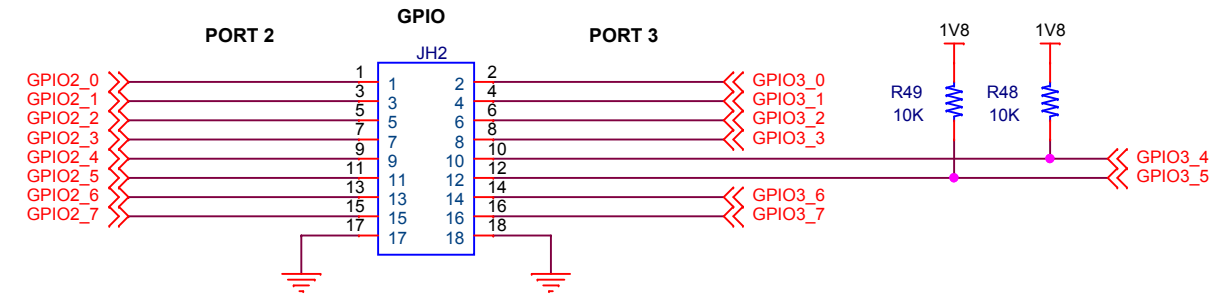 GPIO
PORT 2
PORT 3
JH2
1V8 1V8
R49 10K
R48 10K
GPIO2_0 1 1 2 2 GPIO3_0
GPIO2_1 3 3 4 4 GPIO3_1
GPIO2_2 5 5 6 6 GPIO3_2
GPIO2_3 7 7 8 8 GPIO3_3
GPIO2_4 9 9 10 10 GPIO3_4
GPIO2_5 11 11 12 12 GPIO3_5
GPIO2_6 13 13 14 14 GPIO3_6
GPIO2_7 15 15 16 16 GPIO3_7
17 17 18 18